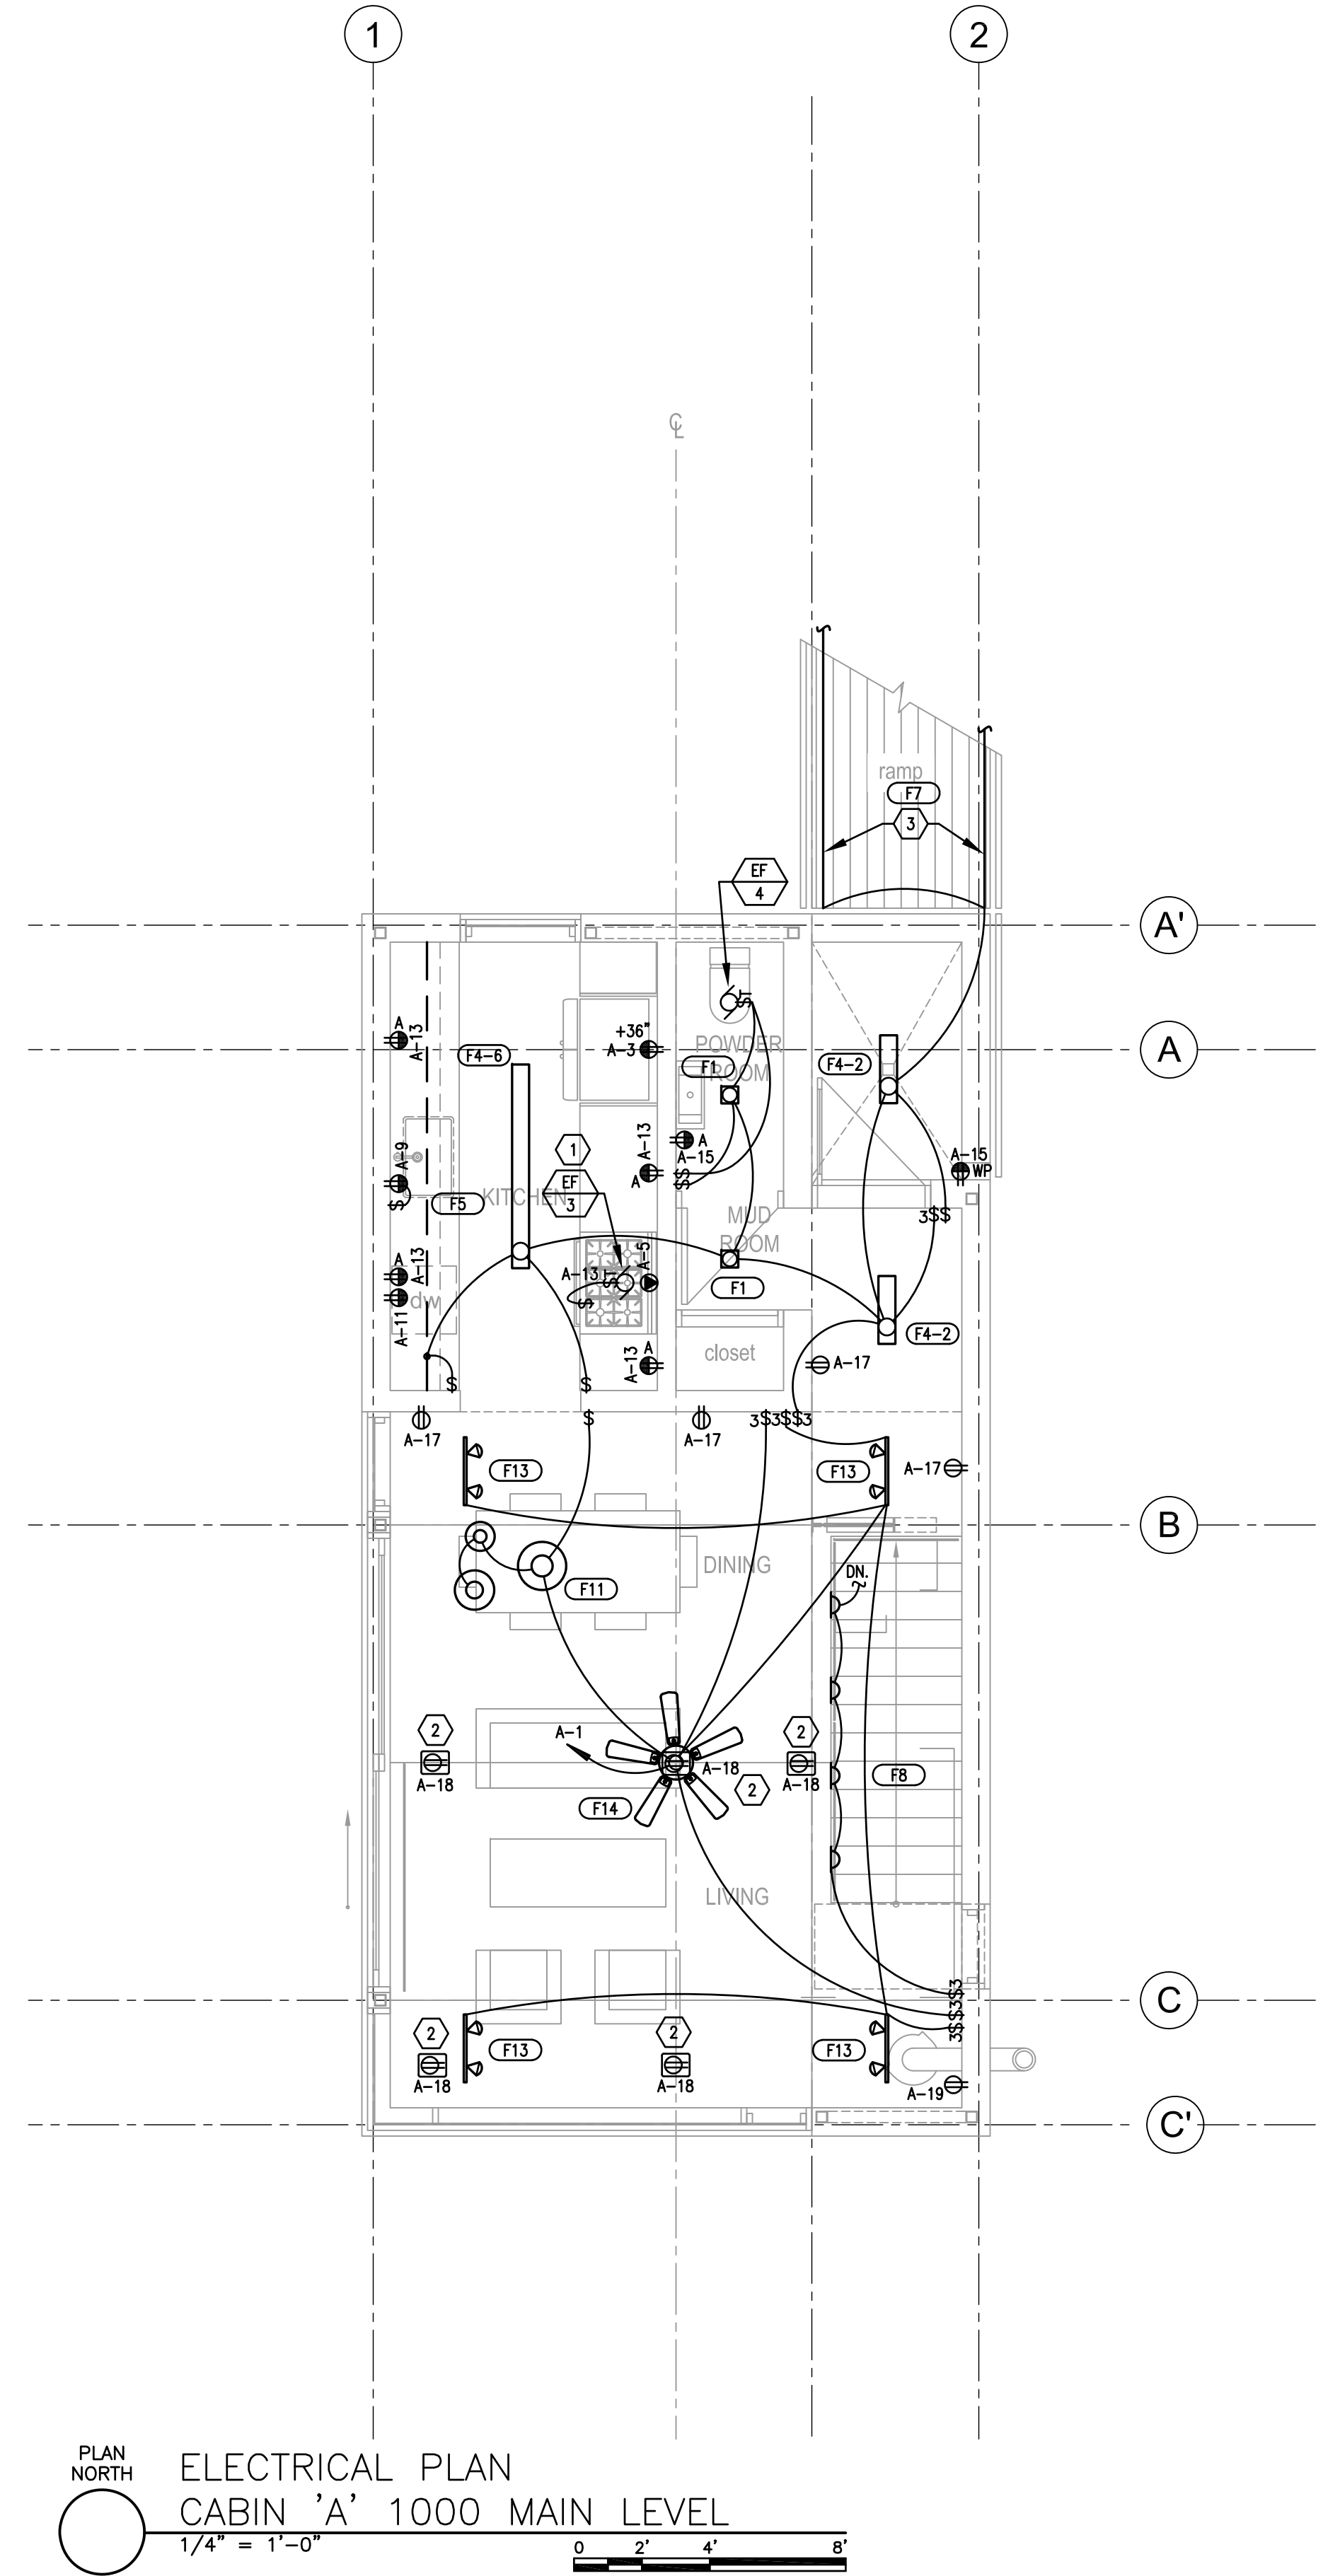 1
2
℄
ramp
F7
3
EF
4
A'
$T
A
A-13
F4-6
+36"
A-3
POWDER
ROOM
F1
F4-2
A
A-9
$
F5
KITCHEN
1
EF
3
A-13
A
A
A-15
$$
A-15
WP
MUD
ROOM
3$$
A
A-13
A-11
dw
A-13
$T
$
A-5
F1
F4-2
A-13
A
closet
A-17
$
$
$
3$3$$3
A-17
A-17
F13
F13
A-17
B
DINING
F11
DN.
2
A-18
A-1
A-18
2
F14
2
A-18
F8
LIVING
$3
$3
3$$
C
2
A-18
F13
2
A-18
F13
A-19
C'
PLAN
NORTH
ELECTRICAL PLAN
CABIN 'A' 1000 MAIN LEVEL
1/4" = 1'-0"
0 2' 4' 8'
A